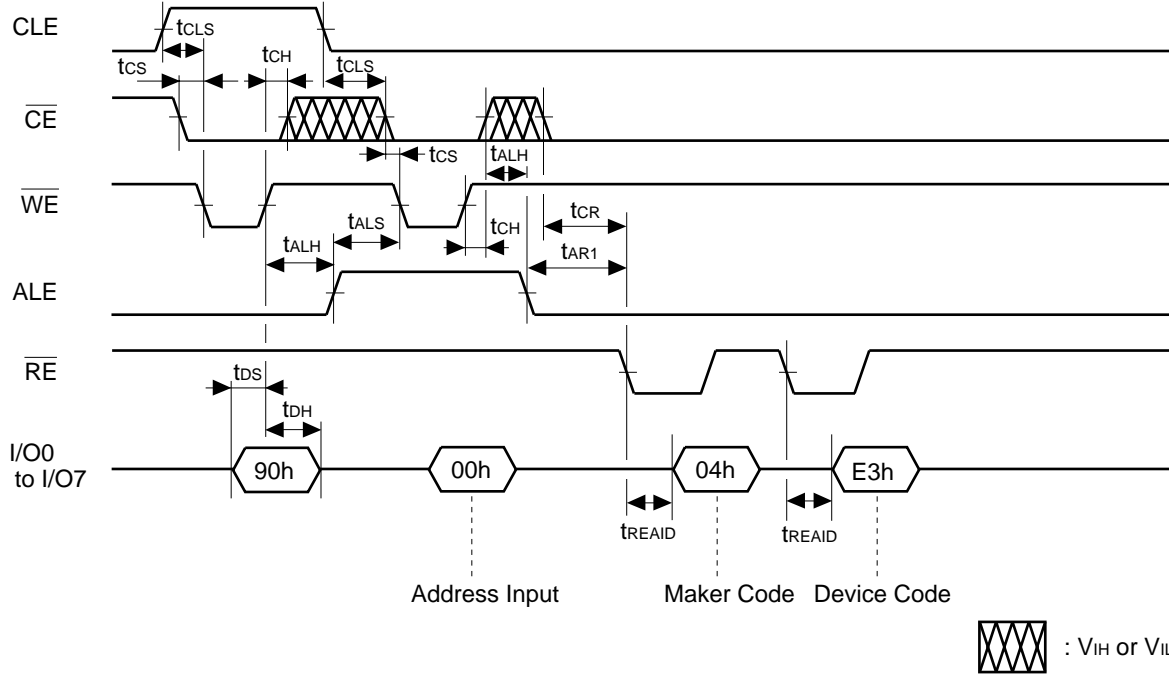 CLE
tCLS
tCS
tCH
tCLS
CE
tCS
tALH
WE
tCR
tALS
tCH
tALH
tAR1
ALE
RE
tDS
tDH
I/O0
to I/O7
90h
00h
04h
E3h
tREAID
tREAID
Address Input
Maker Code
Device Code
: VIH or VIL